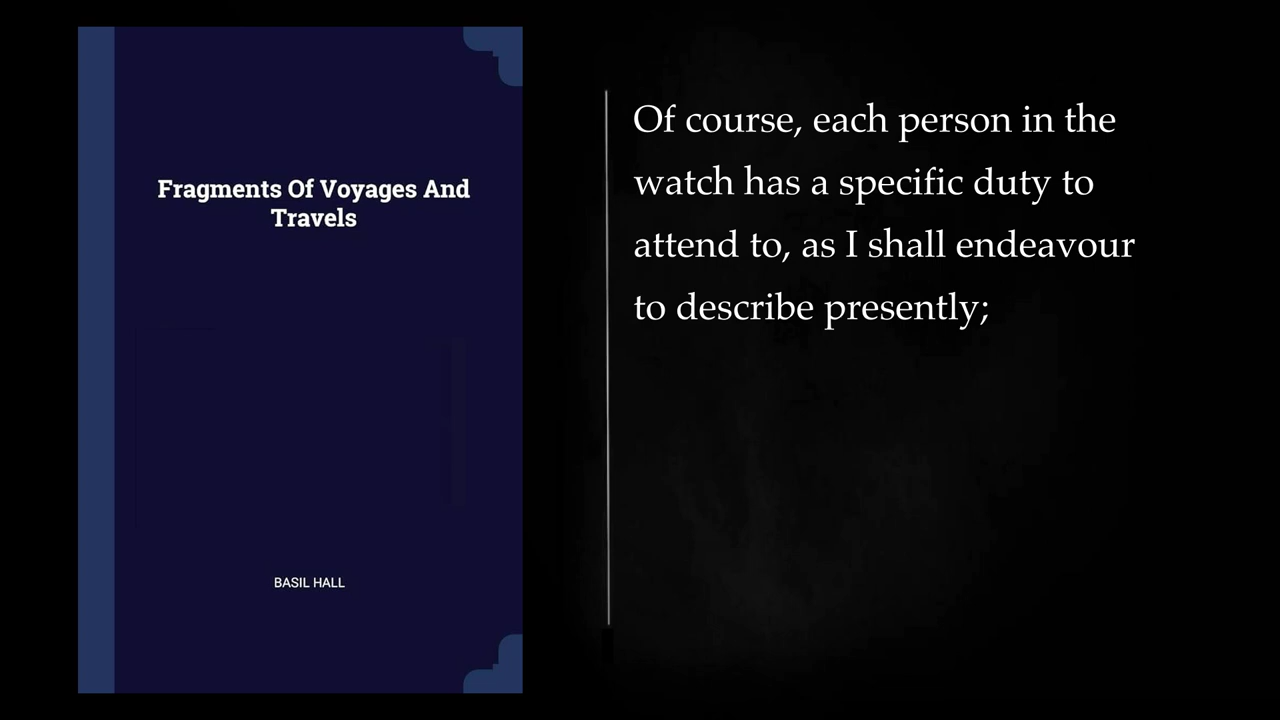 Fragments Of Voyages And
Travels
BASIL HALL
Of course, each person in the
watch has a specific duty to
attend to, as I shall endeavour
to describe presently;